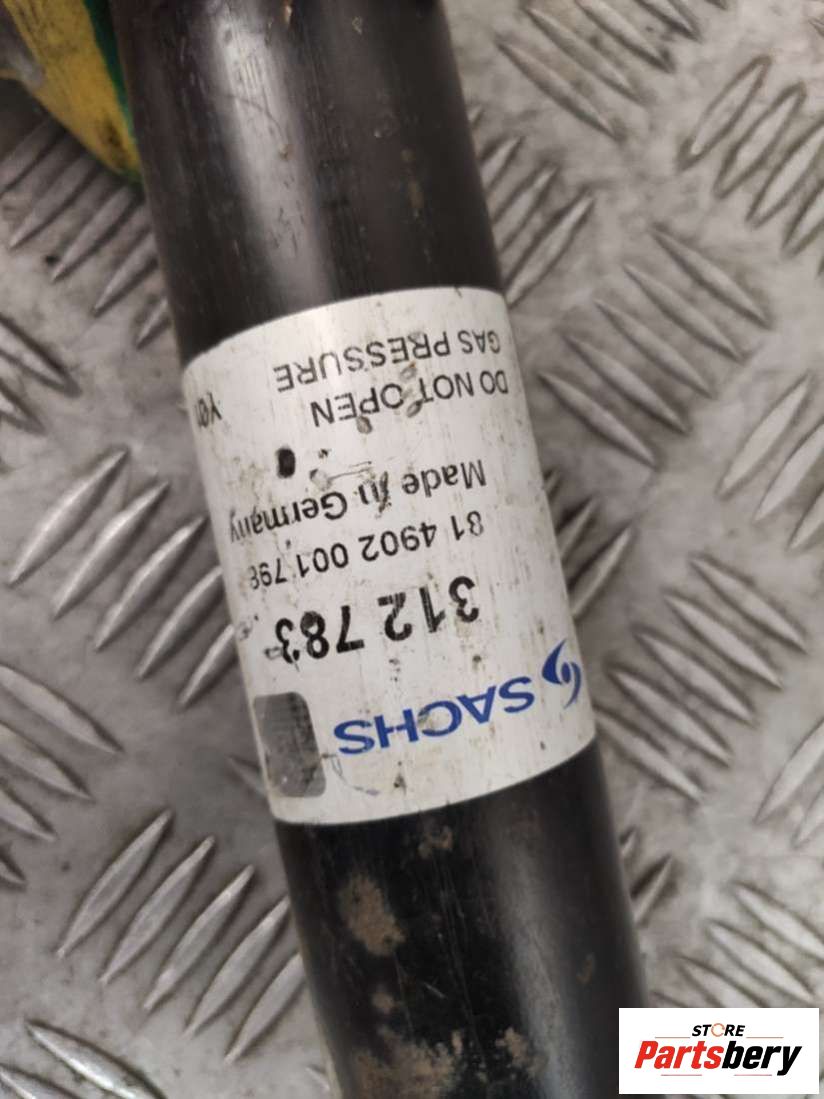 SACHS
312 783
81 4902 001 798
Made in Germany
DO NOT OPEN
GAS PRESSURE
STORE
Partsbery